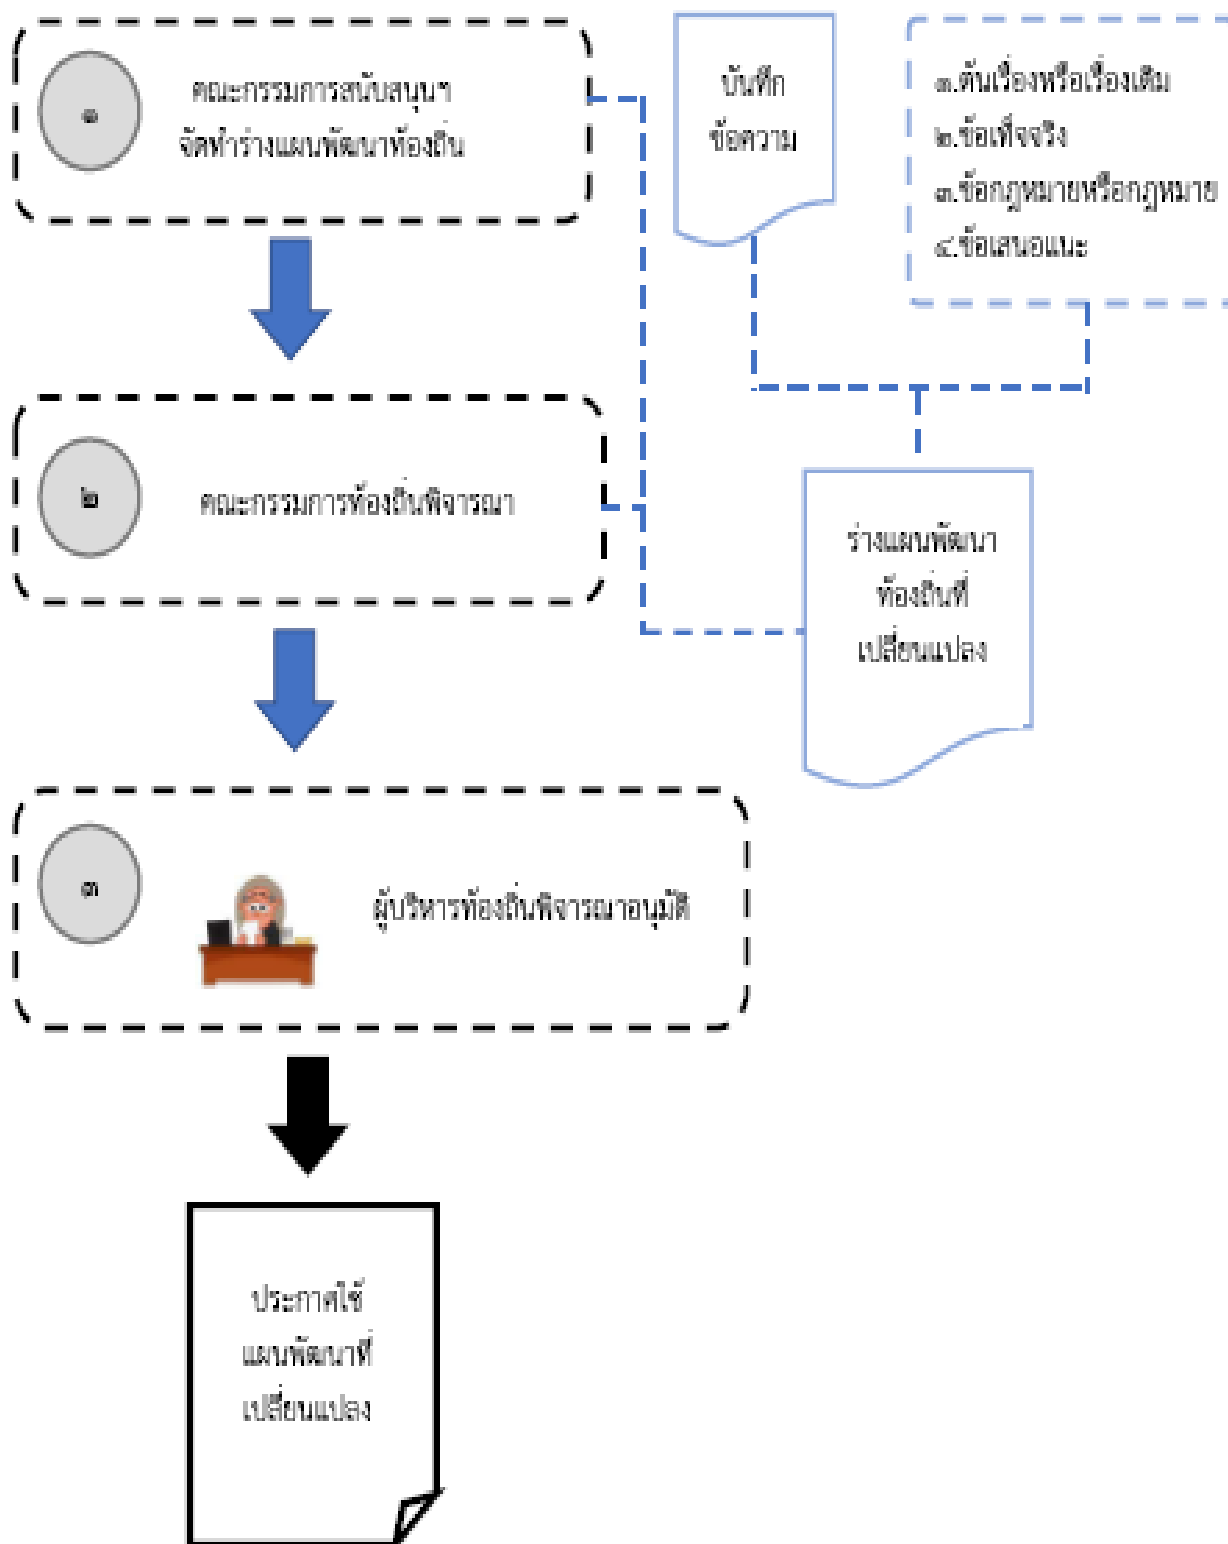 ๑
คณะกรรมการสนับสนุนฯ
จัดทำร่างแผนพัฒนาท้องถิ่น
บันทึก
ข้อความ
๑.ต้นเรื่องหรือเรื่องเดิม
๒.ข้อเท็จจริง
๓.ข้อกฎหมายหรือกฎหมาย
๔.ข้อเสนอแนะ
๒
คณะกรรมการท้องถิ่นพิจารณา
ร่างแผนพัฒนา
ท้องถิ่นที่
เปลี่ยนแปลง
๓
ผู้บริหารท้องถิ่นพิจารณาอนุมัติ
ประกาศใช้
แผนพัฒนาที่
เปลี่ยนแปลง